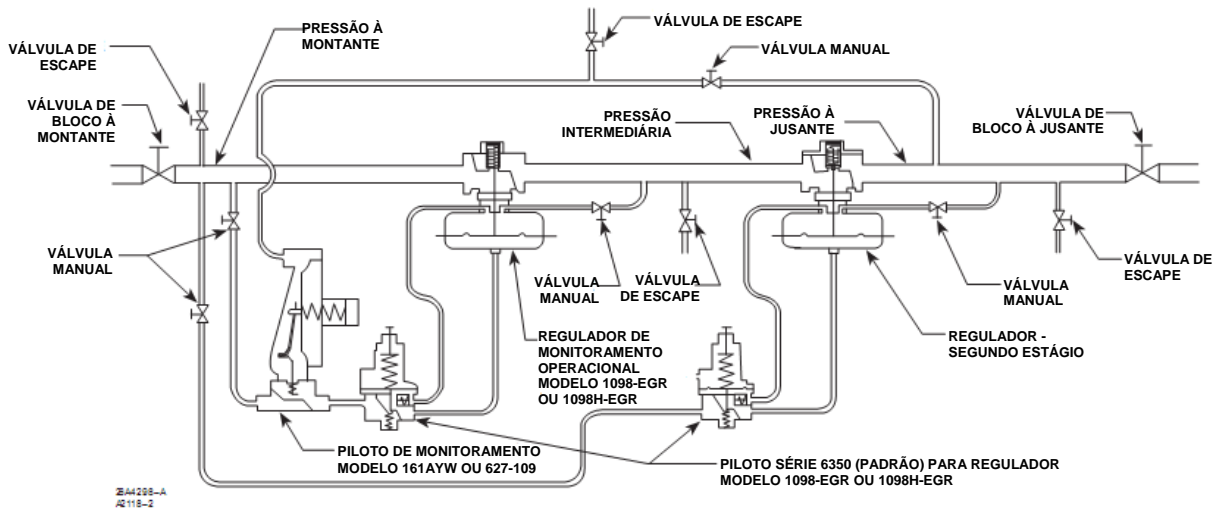 VÁLVULA DE ESCAPE
PRESSÃO À
MONTANTE
VÁLVULA DE
ESCAPE
VÁLVULA MANUAL
VÁLVULA DE
BLOCO À
MONTANTE
PRESSÃO
INTERMEDIÁRIA
PRESSÃO À
JUSANTE
VÁLVULA DE
BLOCO À JUSANTE
VÁLVULA
MANUAL
VÁLVULA
MANUAL
VÁLVULA
DE ESCAPE
VÁLVULA
MANUAL
VÁLVULA DE
ESCAPE
REGULADOR DE
MONITORAMENTO
OPERACIONAL
MODELO 1098-EGR
OU 1098H-EGR
REGULADOR -
SEGUNDO ESTÁGIO
PILOTO DE MONITORAMENTO
MODELO 161AYW OU 627-109
PILOTO SÉRIE 6350 (PADRÃO) PARA REGULADOR
MODELO 1098-EGR OU 1098H-EGR
A2118-2